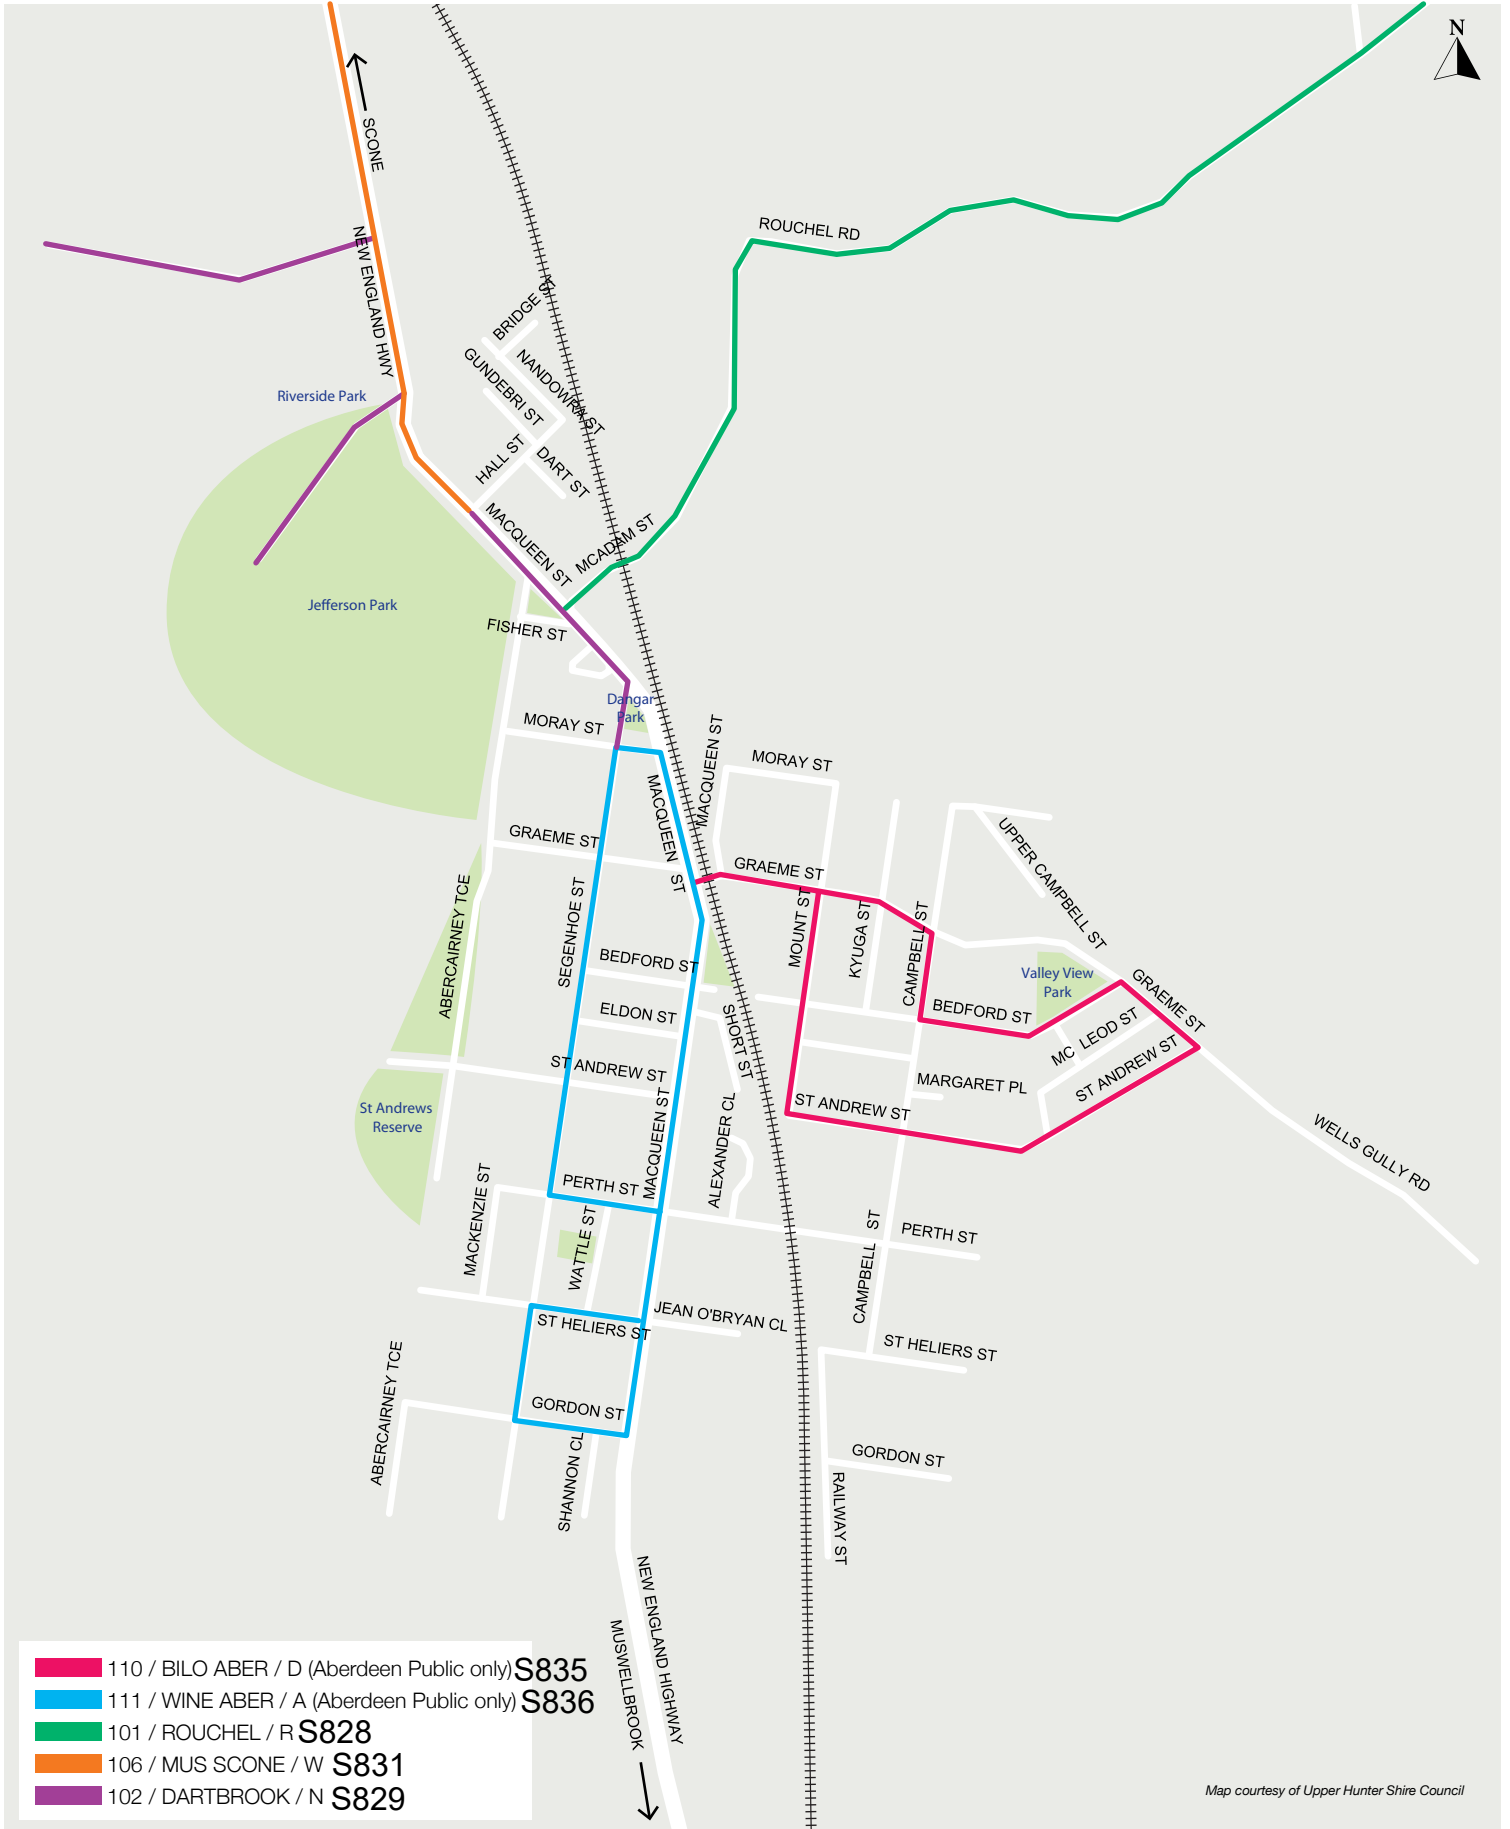 N
SCONE
NEW ENGLAND HWY
ROUCHEL RD
BRIDGE ST
NANDOWRA ST
GUNDEBRI ST
Riverside Park
HALL ST
DART ST
MACQUEEN ST
MCADAM ST
Jefferson Park
FISHER ST
Dangar
Park
MORAY ST
MACQUEEN ST
MORAY ST
MACQUEEN ST
GRAEME ST
GRAEME ST
UPPER CAMPBELL ST
ABERCAIRNEY TCE
SEGENHOE ST
MOUNT ST
KYUGA ST
CAMPBELL ST
BEDFORD ST
Valley View
Park
GRAEME ST
BEDFORD ST
ELDON ST
SHORT ST
MC LEOD ST
ST ANDREW ST
ST ANDREW ST
MARGARET PL
ST ANDREW ST
St Andrews
Reserve
MACQUEEN ST
ALEXANDER CL
WELLS GULLY RD
PERTH ST
MACKENZIE ST
WATTLE ST
CAMPBELL ST
PERTH ST
ST HELIERS ST
JEAN O'BRYAN CL
ST HELIERS ST
ABERCAIRNEY TCE
GORDON ST
SHANNON CL
GORDON ST
RAILWAY ST
NEW ENGLAND HIGHWAY
MUSWELLBROOK
110 / BILO ABER / D (Aberdeen Public only) S835
111 / WINE ABER / A (Aberdeen Public only) S836
101 / ROUCHEL / R S828
106 / MUS SCONE / W S831
102 / DARTBROOK / N S829
Map courtesy of Upper Hunter Shire Council